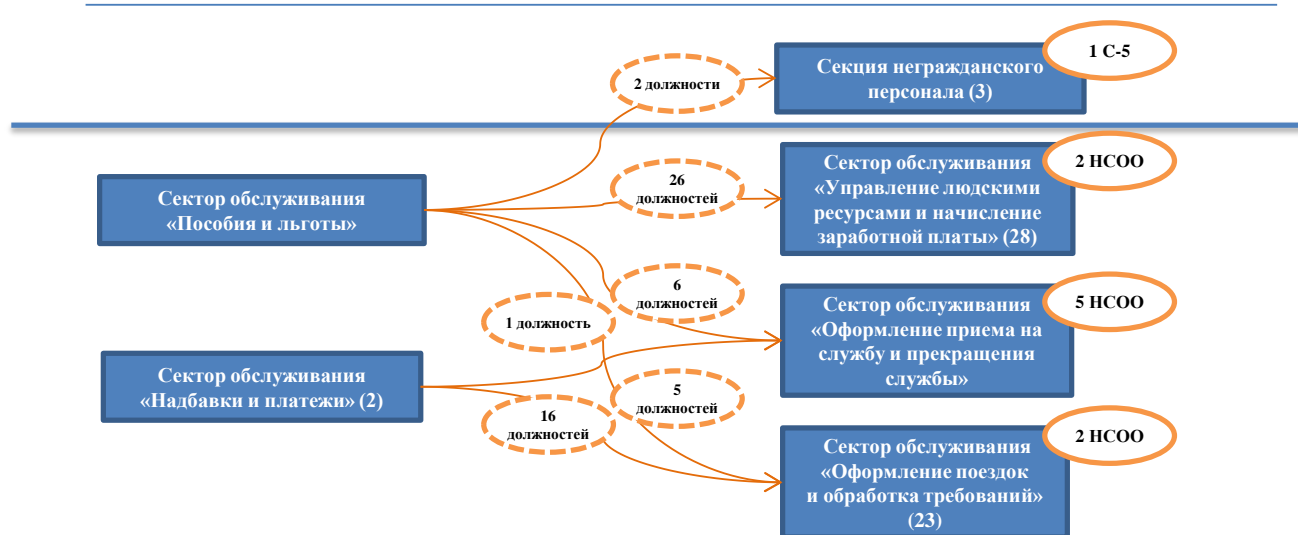 1 С-5
Секция негражданского
персонала (3)
2 должности
Сектор обслуживания
«Пособия и льготы»
26
должностей
2 НСОО
Сектор обслуживания
«Управление людскими
ресурсами и начисление
заработной платы» (28)
6
должностей
5 НСОО
Сектор обслуживания
«Оформление приема на
службу и прекращения
службы»
1 должность
Сектор обслуживания
«Надбавки и платежи» (2)
5
должностей
16
должностей
2 НСОО
Сектор обслуживания
«Оформление поездок
и обработка требований»
(23)